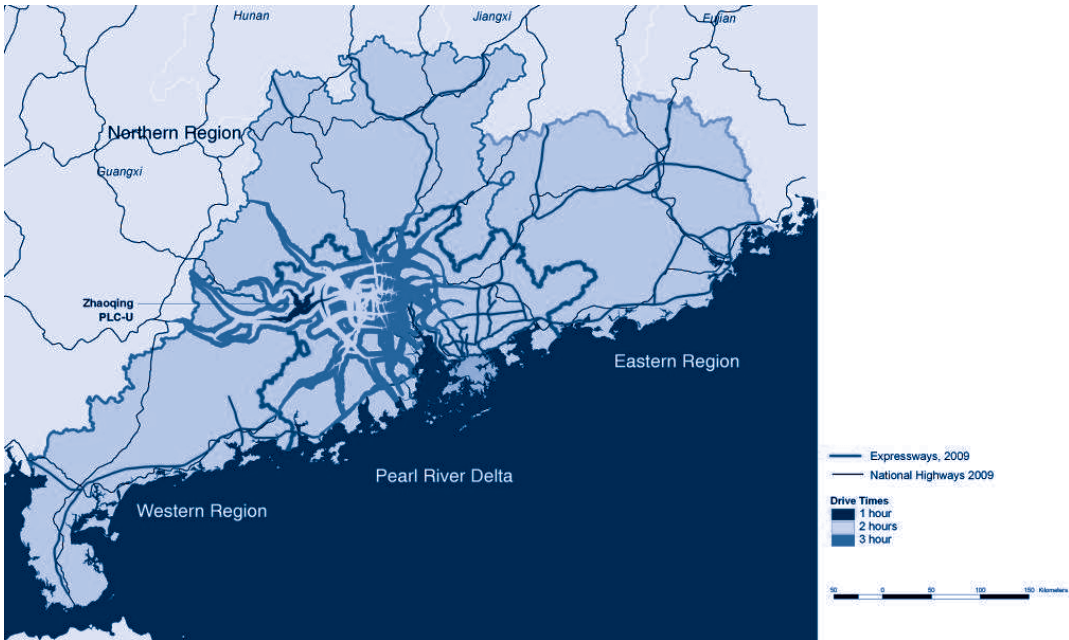 Hunan
Jiangxi
Fujian
Northern Region
Guangxi
Zhaoqing
PLC-U
Eastern Region
Pearl River Delta
Western Region
Expressways, 2009
National Highways 2009
Drive Times
1 hour
2 hours
3 hour
50 0 50 100 150 Kilometers